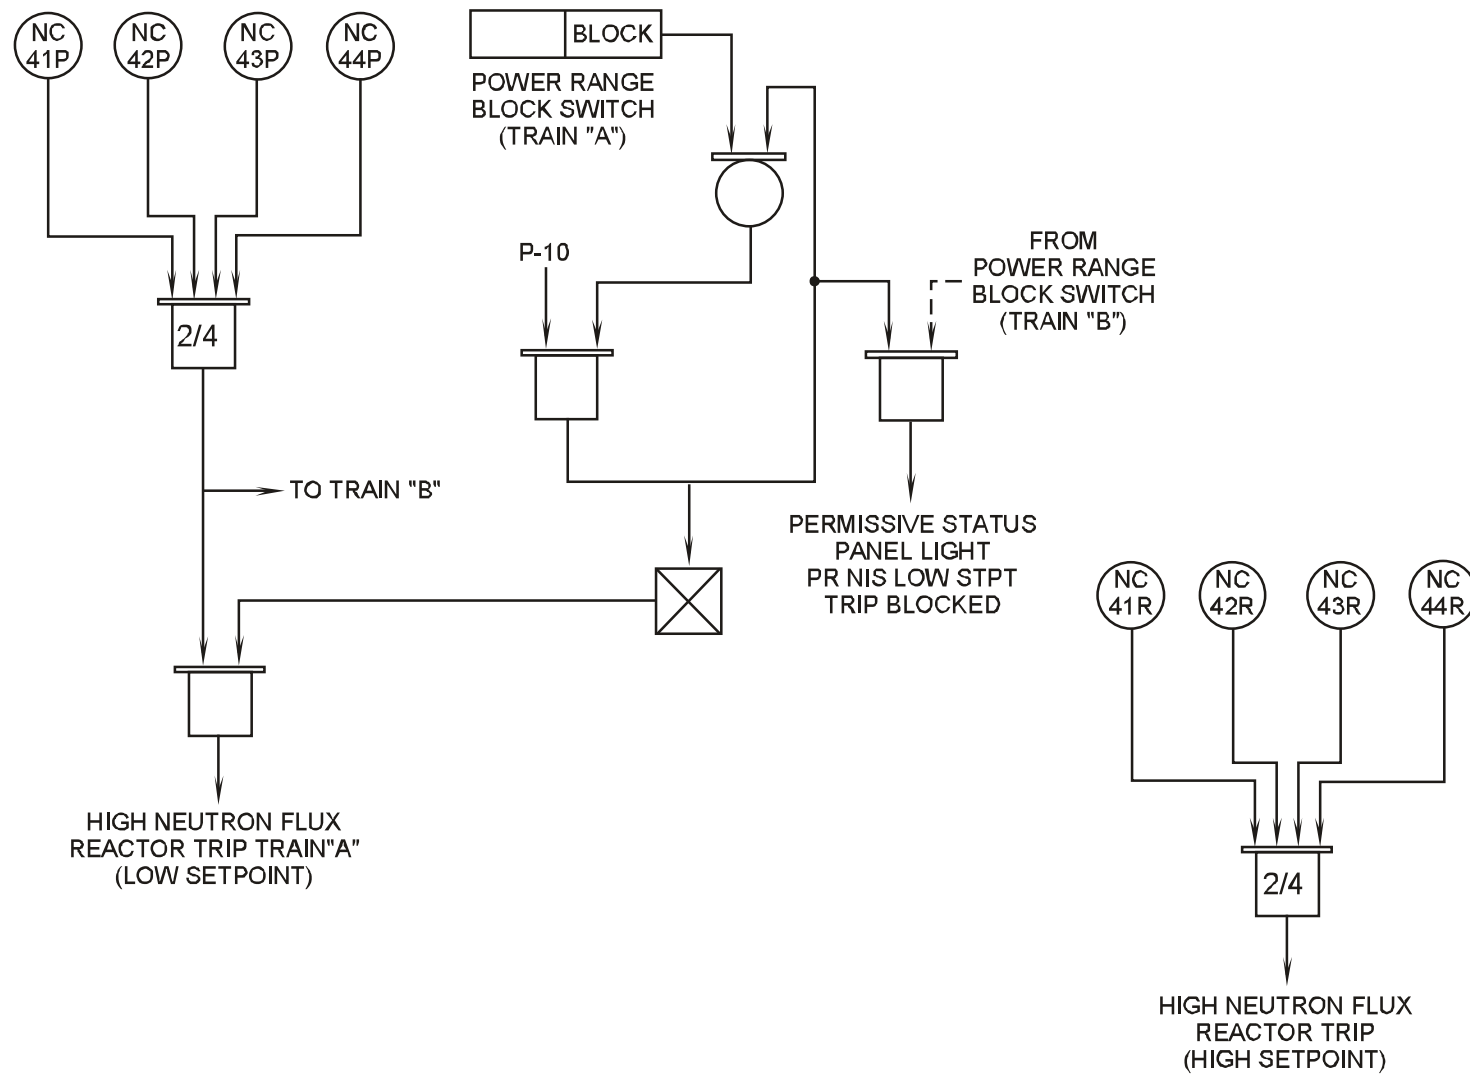 NC
41P
NC
42P
NC
43P
NC
44P
BLOCK
POWER RANGE
BLOCK SWITCH
(TRAIN "A")
P-10
FROM
POWER RANGE
BLOCK SWITCH
(TRAIN "B")
2/4
TO TRAIN "B"
PERMISSIVE STATUS
PANEL LIGHT
PR NIS LOW STPT
TRIP BLOCKED
HIGH NEUTRON FLUX
REACTOR TRIP TRAIN"A"
(LOW SETPOINT)
NC
41R
NC
42R
NC
43R
NC
44R
2/4
HIGH NEUTRON FLUX
REACTOR TRIP
(HIGH SETPOINT)